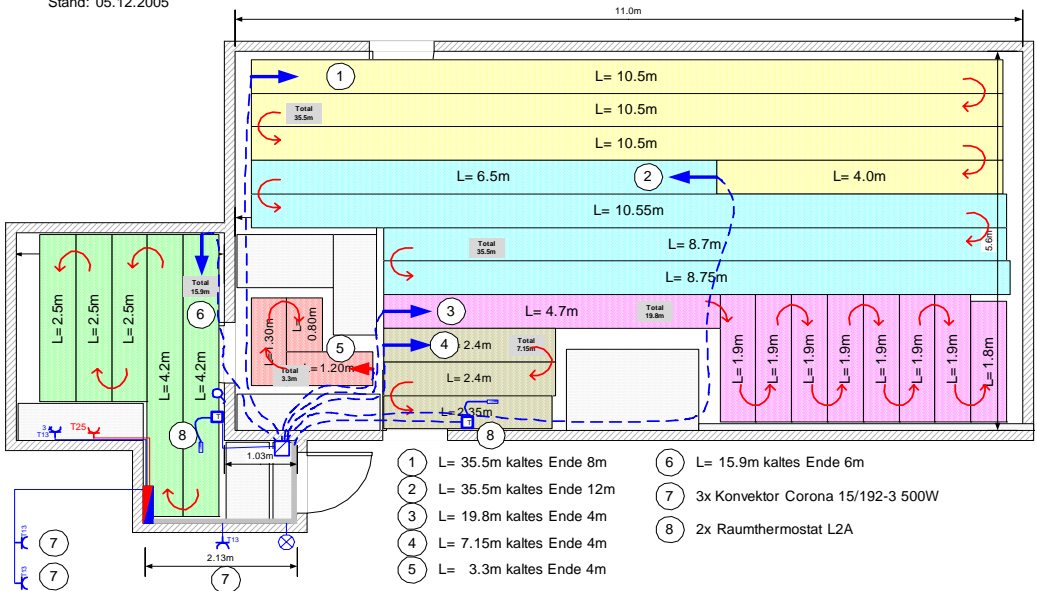 Stand: 05.12.2005
11.0m
1
L= 10.5m
Total
35.5m
L= 10.5m
L= 10.5m
L= 6.5m
2
L= 4.0m
L= 10.55m
5.6m
Total
35.5m
L= 8.7m
L= 8.75m
Total
15.9m
6
L= 2.5m
L= 2.5m
L= 2.5m
L= 4.2m
L= 4.2m
3
L= 4.7m
Total
19.8m
L= 1.9m
L= 1.9m
L= 1.9m
L= 1.9m
L= 1.9m
L= 1.9m
L= 1.9m
L= 1.8m
L= 1.30m
L=
0.80m
5
L= 1.20m
Total
3.3m
4
= 2.4m
Total
7.15m
L= 2.4m
2.35m
T
8
T
8
3
T13
T25
1.03m
T13
T13
7
7
T13
2.13m
7
1 L= 35.5m kaltes Ende 8m
2 L= 35.5m kaltes Ende 12m
3 L= 19.8m kaltes Ende 4m
4 L= 7.15m kaltes Ende 4m
5 L= 3.3m kaltes Ende 4m
6 L= 15.9m kaltes Ende 6m
7 3x Konvektor Corona 15/192-3 500W
8 2x Raumthermostat L2A